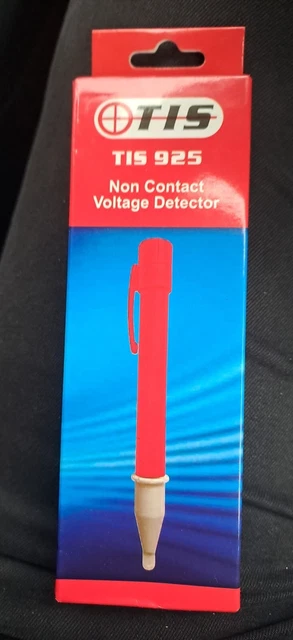 TIS
TIS 925
Non Contact
Voltage Detector